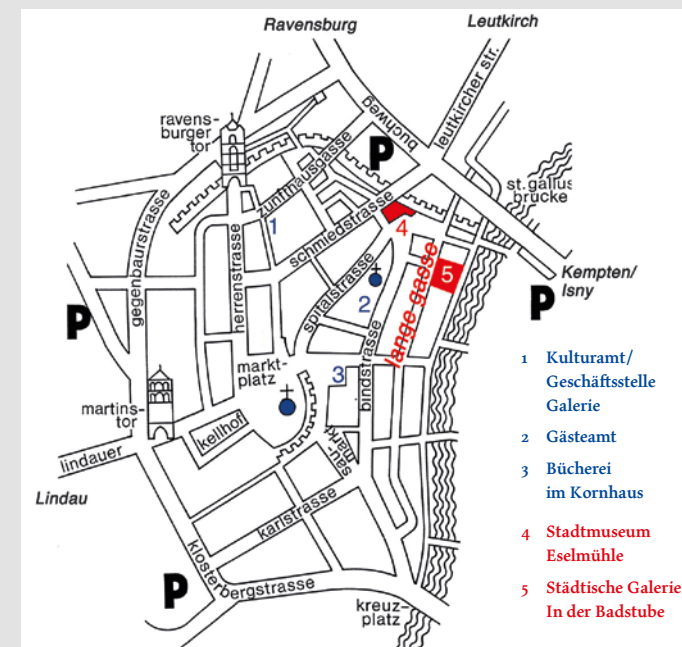 Ravensburg
Leutkirch
leutkircher str.
buchweg
ravens-
burger
tor
P
zunfthausgasse
st.gallus
brücke
1
schmiedstrasse
4
gegenbaurstrasse
herrenstrasse
spitalstrasse
2
lange gasse
5
Kempten/
Isny
P
P
markt-
platz
3
bindstrasse
martins-
tor
kellhof
saumarkt
lindauer
Lindau
karlstrasse
P
klosterbergstrasse
kreuz-
platz
1 Kulturamt/
Geschäftsstelle
Galerie
2 Gästeamt
3 Bücherei
im Kornhaus
4 Stadtmuseum
Eselmühle
5 Städtische Galerie
In der Badstube